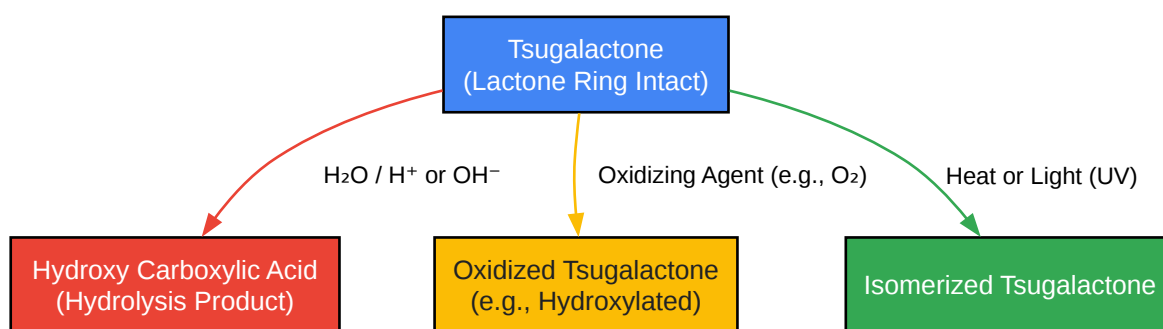 Tsugalactone
(Lactone Ring Intact)
H₂O / H⁺ or OH⁻
Oxidizing Agent (e.g., O₂)
Heat or Light (UV)
Hydroxy Carboxylic Acid
(Hydrolysis Product)
Oxidized Tsugalactone
(e.g., Hydroxylated)
Isomerized Tsugalactone